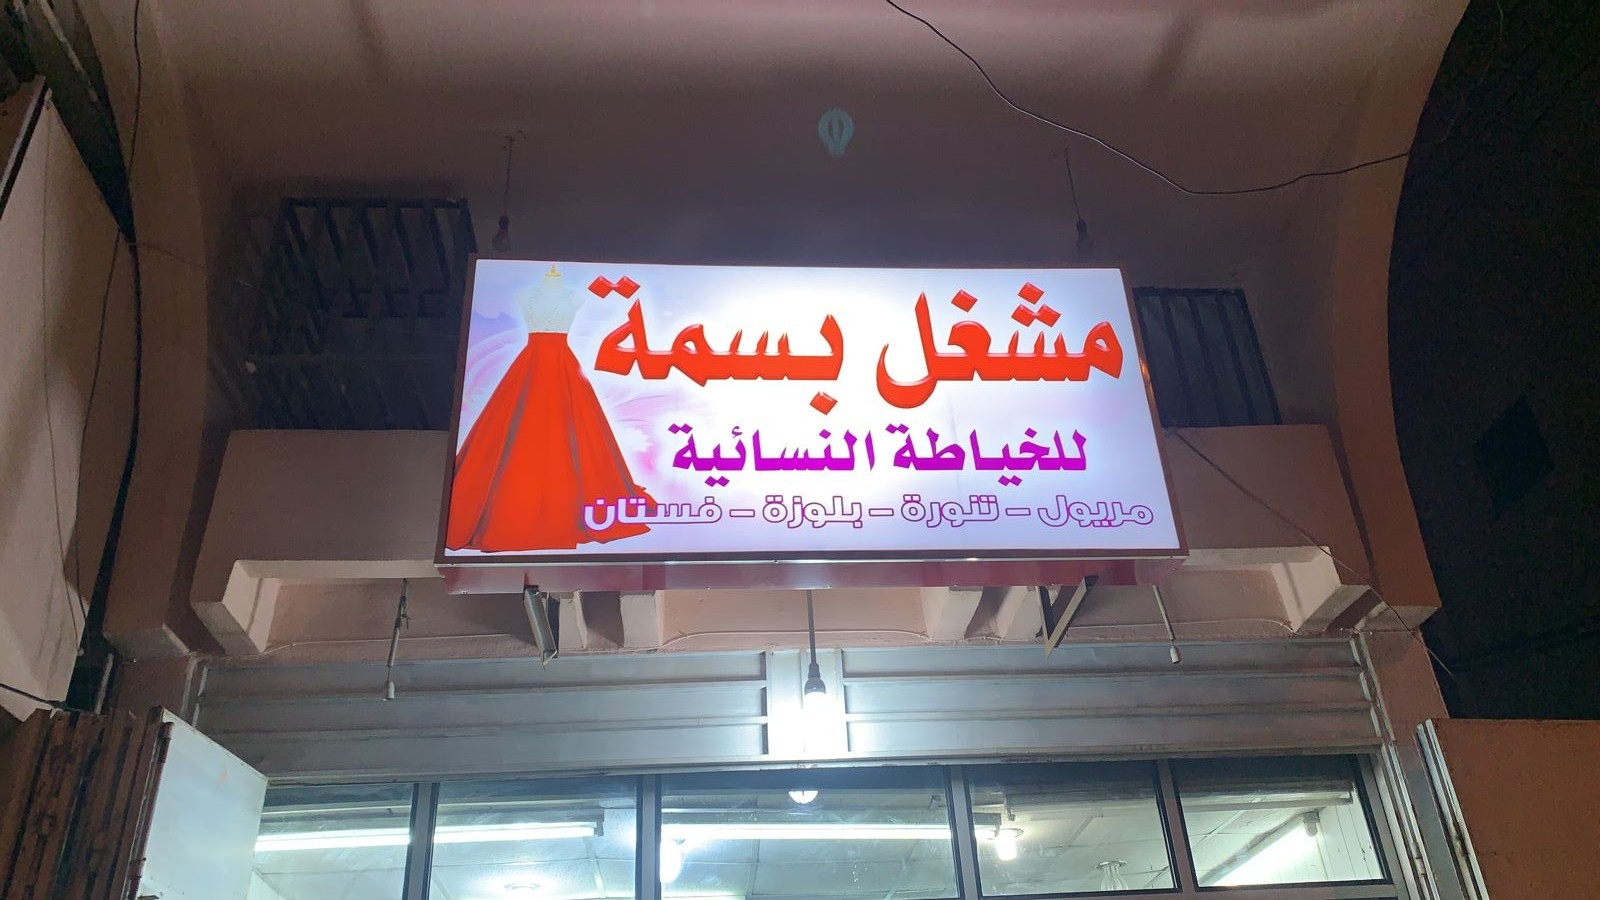 مشغل بسمة
للخياطة النسائية
مريول - تنورة - بلوزة - فستان